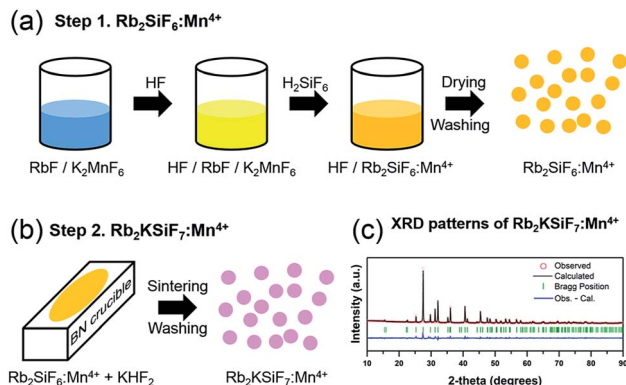 (a) Step 1. Rb₂SiF₆:Mn⁴⁺
HF
H₂SiF₆
Drying
Washing
RbF / K₂MnF₆
HF / RbF / K₂MnF₆
HF / Rb₂SiF₆:Mn⁴⁺
Rb₂SiF₆:Mn⁴⁺
(b) Step 2. Rb₂KSiF₇:Mn⁴⁺
BN crucible
Sintering
Washing
Rb₂SiF₆:Mn⁴⁺ + KHF₂
Rb₂KSiF₇:Mn⁴⁺
(c) XRD patterns of Rb₂KSiF₇:Mn⁴⁺
Observed
Calculated
Bragg Position
Obs. - Cal.
Intensity (a.u.)
10 20 30 40 50 60 70 80 90
2-theta (degrees)